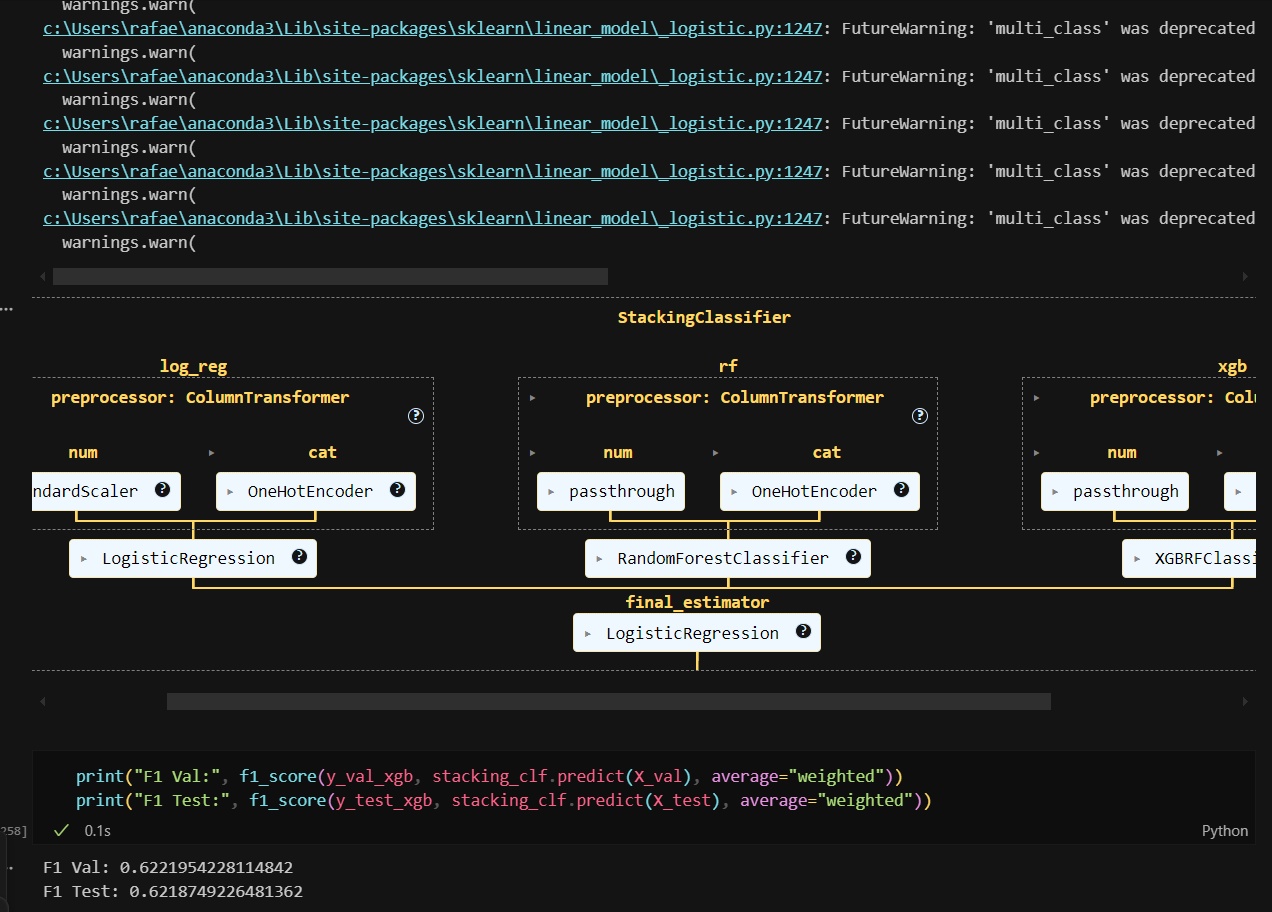 warnings.warn(
c:\Users\rafae\anaconda3\Lib\site-packages\sklearn\linear_model\_logistic.py:1247: FutureWarning: 'multi_class' was deprecated
warnings.warn(
c:\Users\rafae\anaconda3\Lib\site-packages\sklearn\linear_model\_logistic.py:1247: FutureWarning: 'multi_class' was deprecated
warnings.warn(
c:\Users\rafae\anaconda3\Lib\site-packages\sklearn\linear_model\_logistic.py:1247: FutureWarning: 'multi_class' was deprecated
warnings.warn(
c:\Users\rafae\anaconda3\Lib\site-packages\sklearn\linear_model\_logistic.py:1247: FutureWarning: 'multi_class' was deprecated
warnings.warn(
c:\Users\rafae\anaconda3\Lib\site-packages\sklearn\linear_model\_logistic.py:1247: FutureWarning: 'multi_class' was deprecated
warnings.warn(
StackingClassifier
log_reg rf xgb
preprocessor: ColumnTransformer ? preprocessor: ColumnTransformer ? preprocessor: Colu
num cat num cat num
ndardScaler ? OneHotEncoder ? passthrough OneHotEncoder ? passthrough
LogisticRegression ? RandomForestClassifier ? XGBRFClassi
final_estimator
LogisticRegression ?
print("F1 Val:", f1_score(y_val_xgb, stacking_clf.predict(X_val), average="weighted"))
print("F1 Test:", f1_score(y_test_xgb, stacking_clf.predict(X_test), average="weighted"))
258] 0.1s Python
F1 Val: 0.6221954228114842
F1 Test: 0.6218749226481362